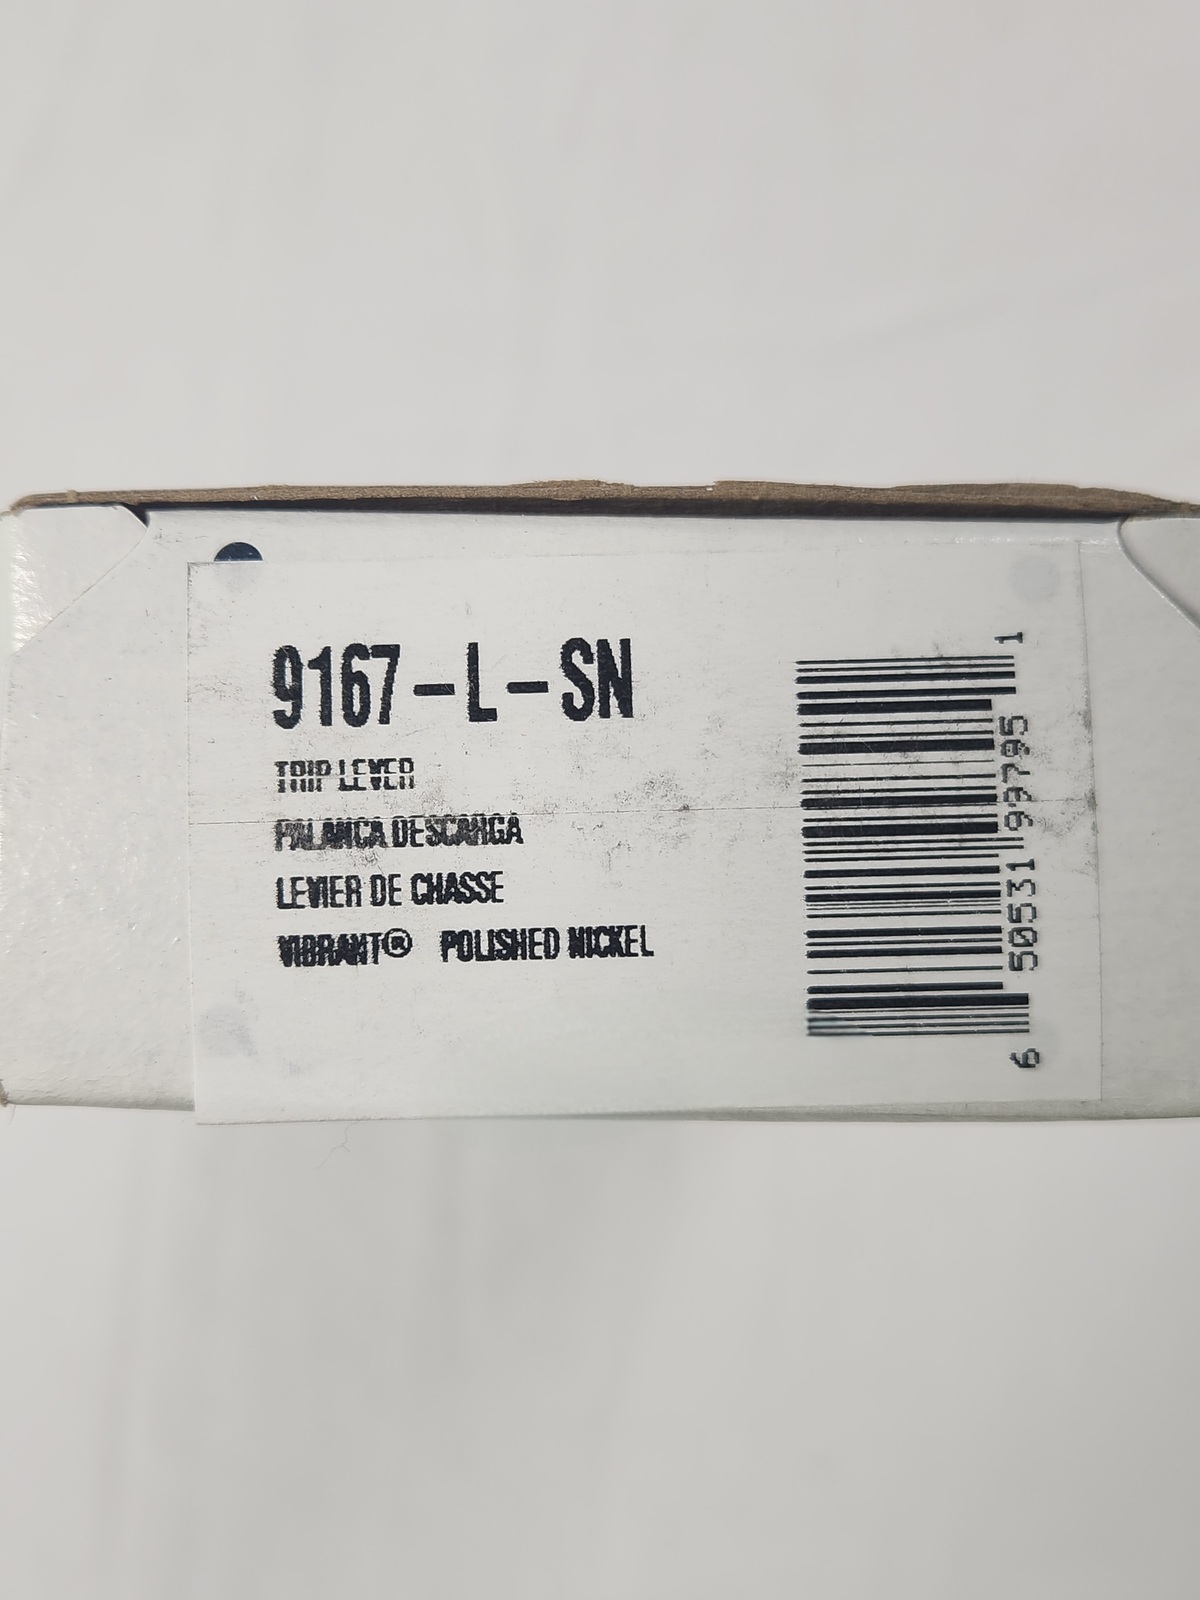 9167-L-SN
TRIP LEVER
PALANCA DESCARGA
LEVIER DE CHASSE
VIBRANT® POLISHED NICKEL
6 50531 99795 1